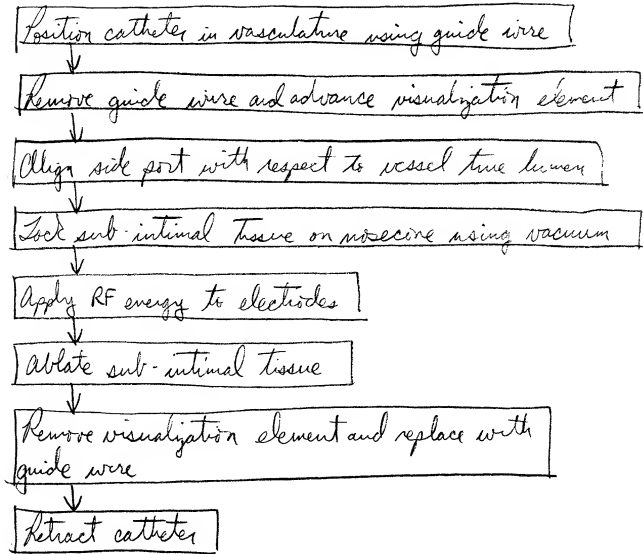 Position catheter in vasculature using guide wire
Remove guide wire and advance visualization element
Align side port with respect to vessel true lumen
Lock sub-intimal tissue on nosecone using vacuum
Apply RF energy to electrodes
Ablate sub-intimal tissue
Remove visualization element and replace with
guide wire
Retract catheter